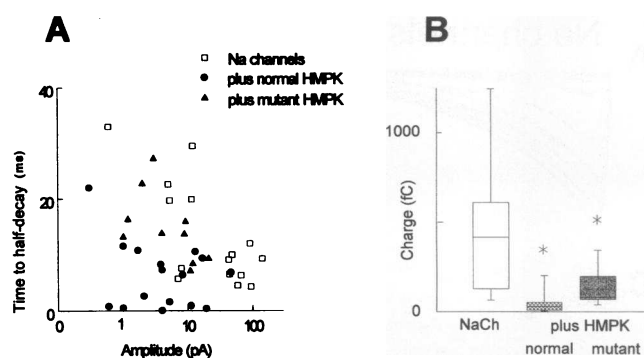 A
Na channels
plus normal HMPK
plus mutant HMPK
40
20
0
Time to half-decay (ms)
0 1 10 100
Amplitude (pA)
B
1000
0
Charge (fC)
* *
NaCh plus HMPK
normal mutant